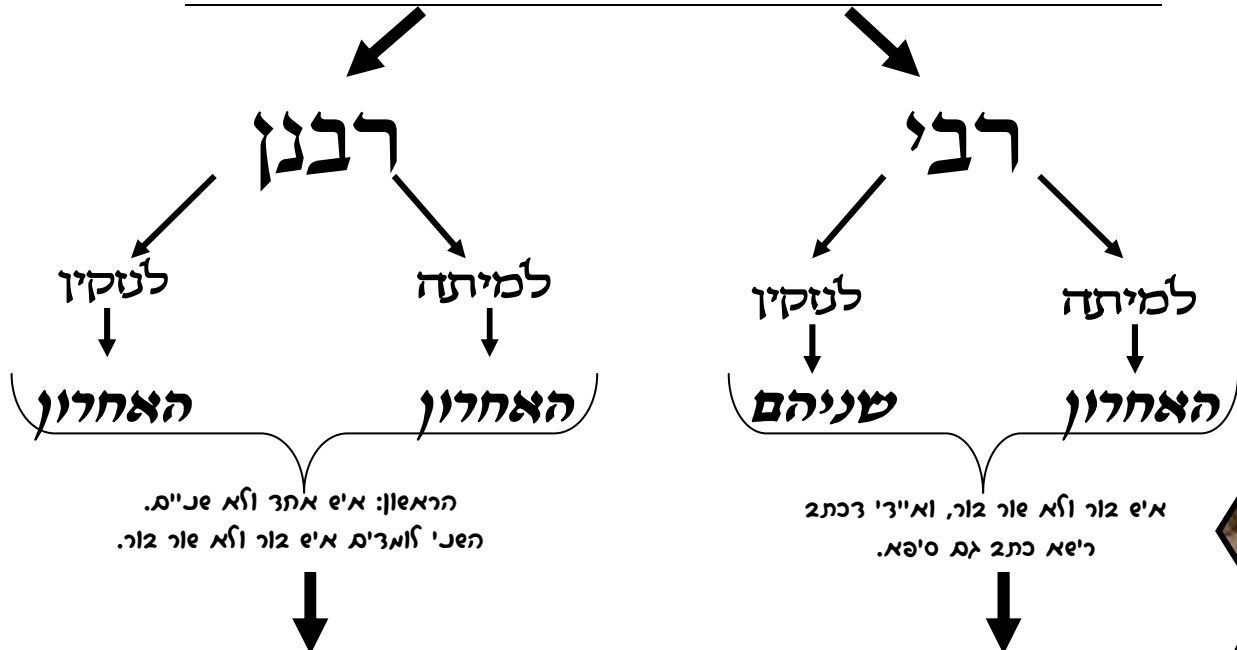 רבי
רבנן
למיתה
לנזקין
למיתה
לנזקין
האחרון
שניהם
האחרון
האחרון
איש בור ולא שור בור, ואיידי דכתב
רישא כתב גם סיפא.
הראשון: איש אחד ולא שניים.
השני לומדים איש בור ולא שור בור.